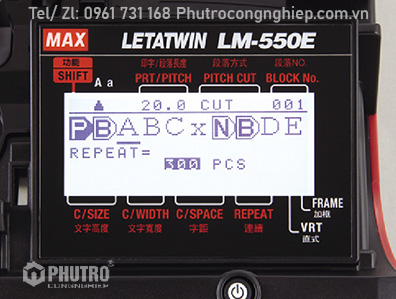 Tel/ Zl: 0961 731 168 Phutrocongnghiep.com.vn
MAX LETATWIN LM-550E
功能 印字/段落長度 段落方式 段落NO.
SHIFT A a PRT/PITCH PITCH CUT BLOCK No.
20.0 CUT 001
PBABCxNBDE
REPEAT=
300 PCS
C/SIZE C/WIDTH C/SPACE REPEAT FRAME
加框
文字高度 文字寬度 字距 連續 VRT
直式
PHUTRO
CONGNGHIEP